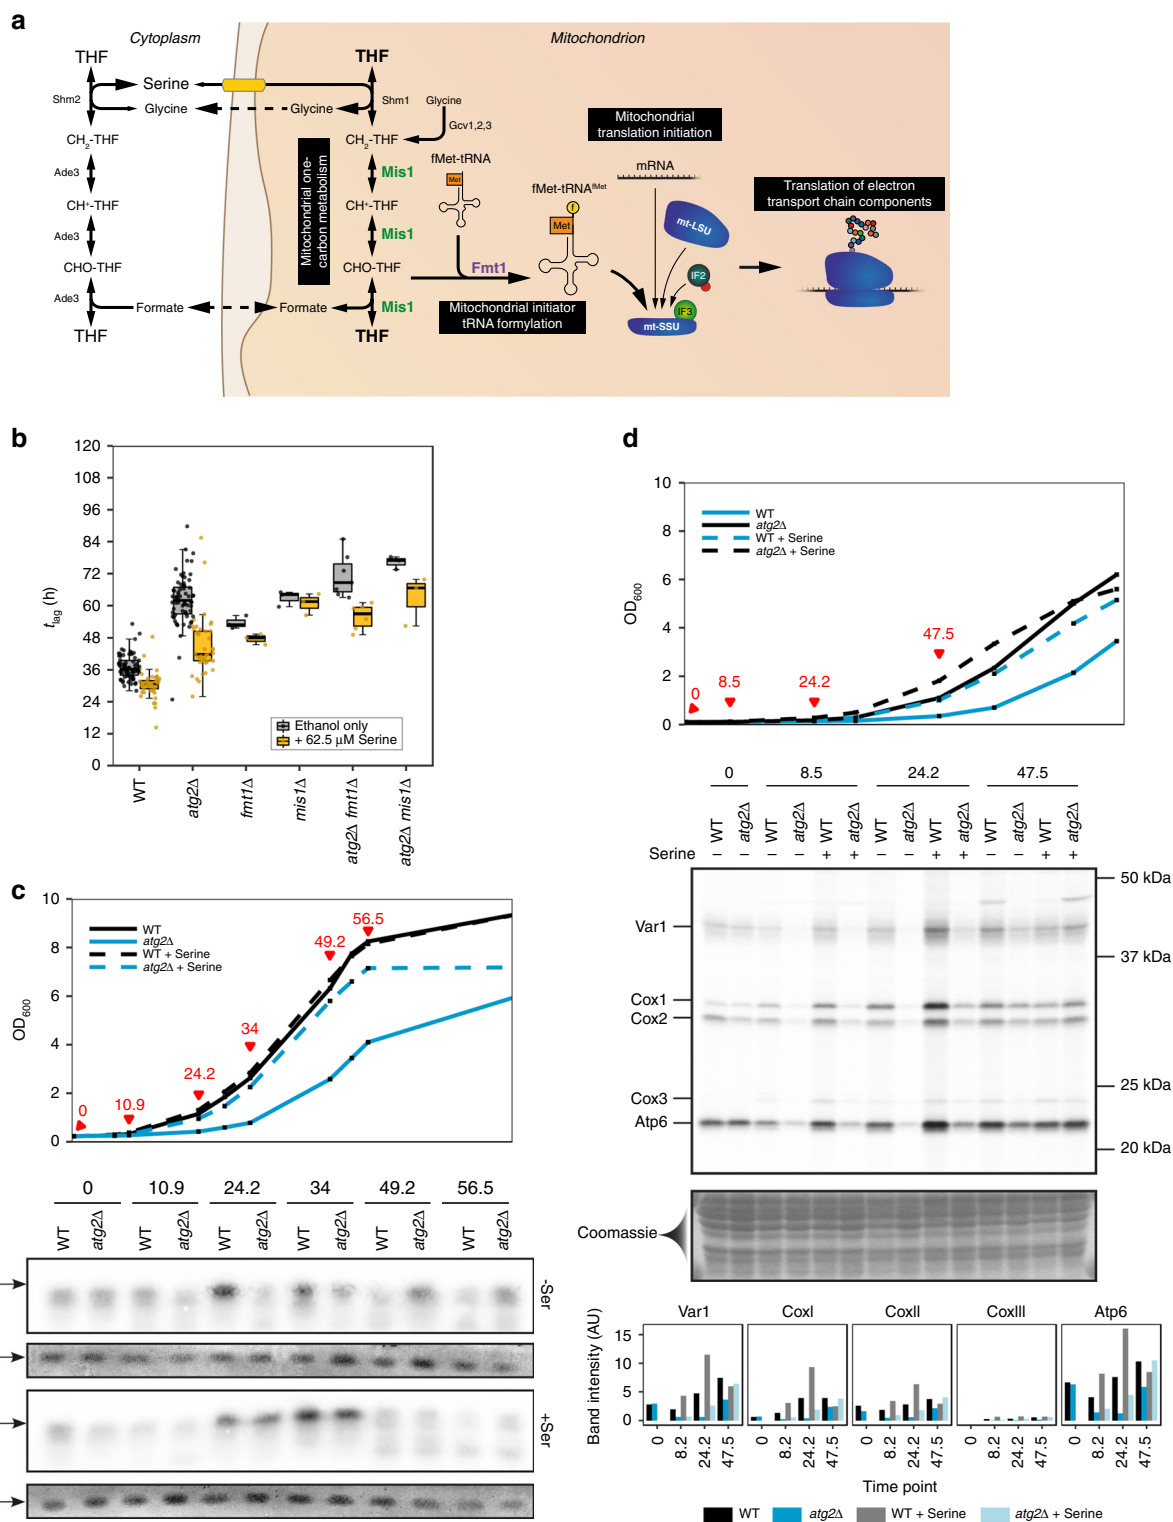 a
Cytoplasm
Mitochondrion
THF
THF
Serine
Shm2
Shm1
Glycine
Glycine
Glycine
Gcv1,2,3
CH2-THF
CH2-THF
Mitochondrial one-
carbon metabolism
Ade3
Mis1
CH+-THF
CH+-THF
Ade3
Mis1
CHO-THF
CHO-THF
Ade3
Mis1
Formate
Formate
THF
THF
fMet-tRNA
Met
Fmt1
Mitochondrial initiator
tRNA formylation
fMet-tRNAfMet
f
Met
Mitochondrial
translation initiation
mRNA
mt-LSU
IF2
IF3
mt-SSU
Translation of electron
transport chain components
b
tlag (h)
120
108
96
84
72
60
48
36
24
12
0
Ethanol only
+ 62.5 µM Serine
WT
atg2Δ
fmt1Δ
mis1Δ
atg2Δ fmt1Δ
atg2Δ mis1Δ
c
OD600
10
8
6
4
2
0
WT
atg2Δ
WT + Serine
atg2Δ + Serine
0
10.9
24.2
34
49.2
56.5
0 10.9 24.2 34 49.2 56.5
WT atg2Δ WT atg2Δ WT atg2Δ WT atg2Δ WT atg2Δ WT atg2Δ
-Ser
+Ser
d
OD600
10
8
6
4
2
0
WT
atg2Δ
WT + Serine
atg2Δ + Serine
0
8.5
24.2
47.5
0 8.5 24.2 47.5
WT atg2Δ WT atg2Δ WT atg2Δ WT atg2Δ WT atg2Δ WT atg2Δ WT atg2Δ
Serine – – – – + + – – + + – – + +
Var1
Cox1
Cox2
Cox3
Atp6
50 kDa
37 kDa
25 kDa
20 kDa
Coomassie
Var1 CoxI CoxII CoxIII Atp6
Band intensity (AU)
15
10
5
0
0 8.2 24.2 47.5 0 8.2 24.2 47.5 0 8.2 24.2 47.5 0 8.2 24.2 47.5 0 8.2 24.2 47.5
Time point
WT atg2Δ WT + Serine atg2Δ + Serine